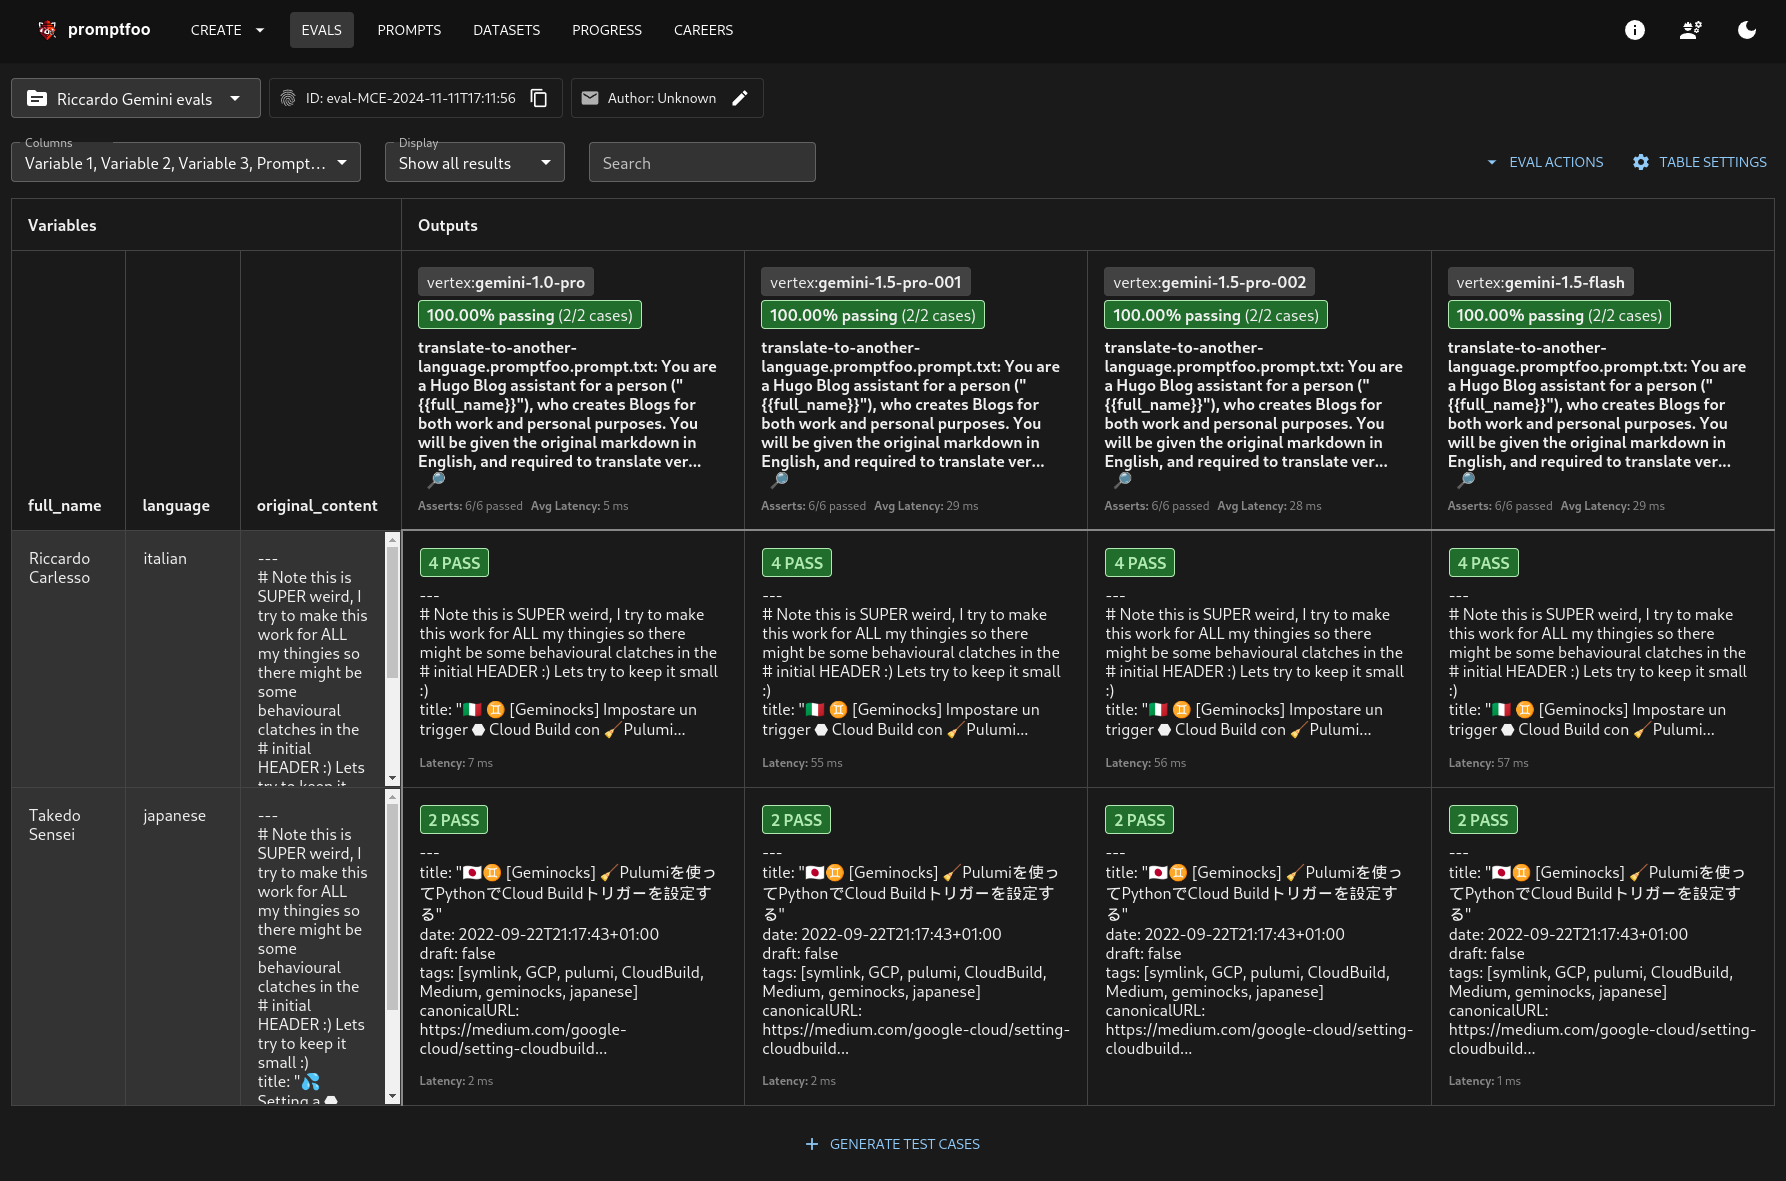 promptfoo
CREATE
EVALS
PROMPTS
DATASETS
PROGRESS
CAREERS
Riccardo Gemini evals
ID: eval-MCE-2024-11-11T17:11:56
Author: Unknown
Columns
Variable 1, Variable 2, Variable 3, Prompt...
Display
Show all results
Search
EVAL ACTIONS
TABLE SETTINGS
Variables
Outputs
full_name
language
original_content
vertex:gemini-1.0-pro
100.00% passing (2/2 cases)
translate-to-another-
language.promptfoo.prompt.txt: You are
a Hugo Blog assistant for a person ("
{{full_name}}"), who creates Blogs for
both work and personal purposes. You
will be given the original markdown in
English, and required to translate ver...
🔎
Asserts: 6/6 passed Avg Latency: 5 ms
vertex:gemini-1.5-pro-001
100.00% passing (2/2 cases)
translate-to-another-
language.promptfoo.prompt.txt: You are
a Hugo Blog assistant for a person ("
{{full_name}}"), who creates Blogs for
both work and personal purposes. You
will be given the original markdown in
English, and required to translate ver...
🔎
Asserts: 6/6 passed Avg Latency: 29 ms
vertex:gemini-1.5-pro-002
100.00% passing (2/2 cases)
translate-to-another-
language.promptfoo.prompt.txt: You are
a Hugo Blog assistant for a person ("
{{full_name}}"), who creates Blogs for
both work and personal purposes. You
will be given the original markdown in
English, and required to translate ver...
🔎
Asserts: 6/6 passed Avg Latency: 28 ms
vertex:gemini-1.5-flash
100.00% passing (2/2 cases)
translate-to-another-
language.promptfoo.prompt.txt: You are
a Hugo Blog assistant for a person ("
{{full_name}}"), who creates Blogs for
both work and personal purposes. You
will be given the original markdown in
English, and required to translate ver...
🔎
Asserts: 6/6 passed Avg Latency: 29 ms
Riccardo
Carlesso
italian
---
# Note this is
SUPER weird, I
try to make this
work for ALL
my thingies so
there might be
some
behavioural
clatches in the
# initial
HEADER :) Lets
try to keep it
4 PASS
---
# Note this is SUPER weird, I try to make
this work for ALL my thingies so there
might be some behavioural clatches in the
# initial HEADER :) Lets try to keep it small
:)
title: "🇮🇹 ♊ [Geminocks] Impostare un
trigger ⬣ Cloud Build con 🧹Pulumi...
Latency: 7 ms
4 PASS
---
# Note this is SUPER weird, I try to make
this work for ALL my thingies so there
might be some behavioural clatches in the
# initial HEADER :) Lets try to keep it small
:)
title: "🇮🇹 ♊ [Geminocks] Impostare un
trigger ⬣ Cloud Build con 🧹Pulumi...
Latency: 55 ms
4 PASS
---
# Note this is SUPER weird, I try to make
this work for ALL my thingies so there
might be some behavioural clatches in the
# initial HEADER :) Lets try to keep it small
:)
title: "🇮🇹 ♊ [Geminocks] Impostare un
trigger ⬣ Cloud Build con 🧹Pulumi...
Latency: 56 ms
4 PASS
---
# Note this is SUPER weird, I try to make
this work for ALL my thingies so there
might be some behavioural clatches in the
# initial HEADER :) Lets try to keep it small
:)
title: "🇮🇹 ♊ [Geminocks] Impostare un
trigger ⬣ Cloud Build con 🧹Pulumi...
Latency: 57 ms
Takedo
Sensei
japanese
---
# Note this is
SUPER weird, I
try to make this
work for ALL
my thingies so
there might be
some
behavioural
clatches in the
# initial
HEADER :) Lets
try to keep it
small :)
title: "💦
Setting a ⬣
2 PASS
---
title: "🇯🇵♊ [Geminocks] 🧹Pulumiを使っ
てPythonでCloud Buildトリガーを設定す
る"
date: 2022-09-22T21:17:43+01:00
draft: false
tags: [symlink, GCP, pulumi, CloudBuild,
Medium, geminocks, japanese]
canonicalURL:
https://medium.com/google-
cloud/setting-cloudbuild...
Latency: 2 ms
2 PASS
---
title: "🇯🇵♊ [Geminocks] 🧹Pulumiを使っ
てPythonでCloud Buildトリガーを設定す
る"
date: 2022-09-22T21:17:43+01:00
draft: false
tags: [symlink, GCP, pulumi, CloudBuild,
Medium, geminocks, japanese]
canonicalURL:
https://medium.com/google-cloud/setting-
cloudbuild...
Latency: 2 ms
2 PASS
---
title: "🇯🇵♊ [Geminocks] 🧹Pulumiを使っ
てPythonでCloud Buildトリガーを設定す
る"
date: 2022-09-22T21:17:43+01:00
draft: false
tags: [symlink, GCP, pulumi, CloudBuild,
Medium, geminocks, japanese]
canonicalURL:
https://medium.com/google-cloud/setting-
cloudbuild...
2 PASS
---
title: "🇯🇵♊ [Geminocks] 🧹Pulumiを使っ
てPythonでCloud Buildトリガーを設定す
る"
date: 2022-09-22T21:17:43+01:00
draft: false
tags: [symlink, GCP, pulumi, CloudBuild,
Medium, geminocks, japanese]
canonicalURL:
https://medium.com/google-cloud/setting-
cloudbuild...
Latency: 1 ms
+ GENERATE TEST CASES